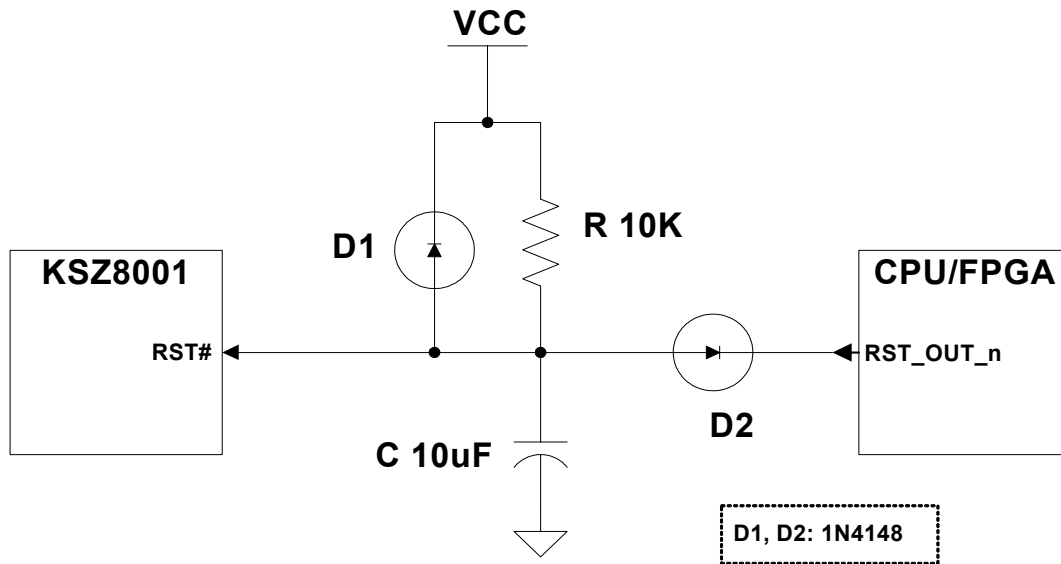 VCC
D1
R 10K
KSZ8001
RST#
CPU/FPGA
RST_OUT_n
D2
C 10uF
D1, D2: 1N4148